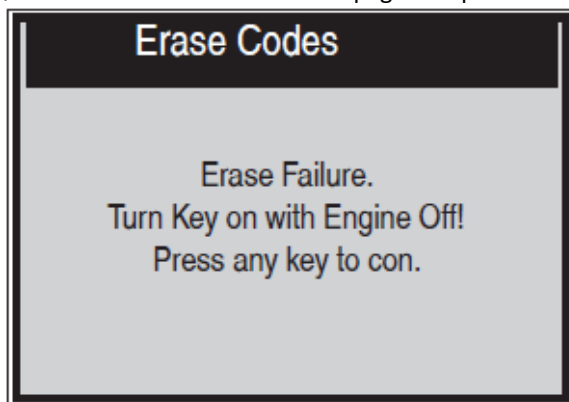 Erase Codes
Erase Failure.
Turn Key on with Engine Off!
Press any key to con.